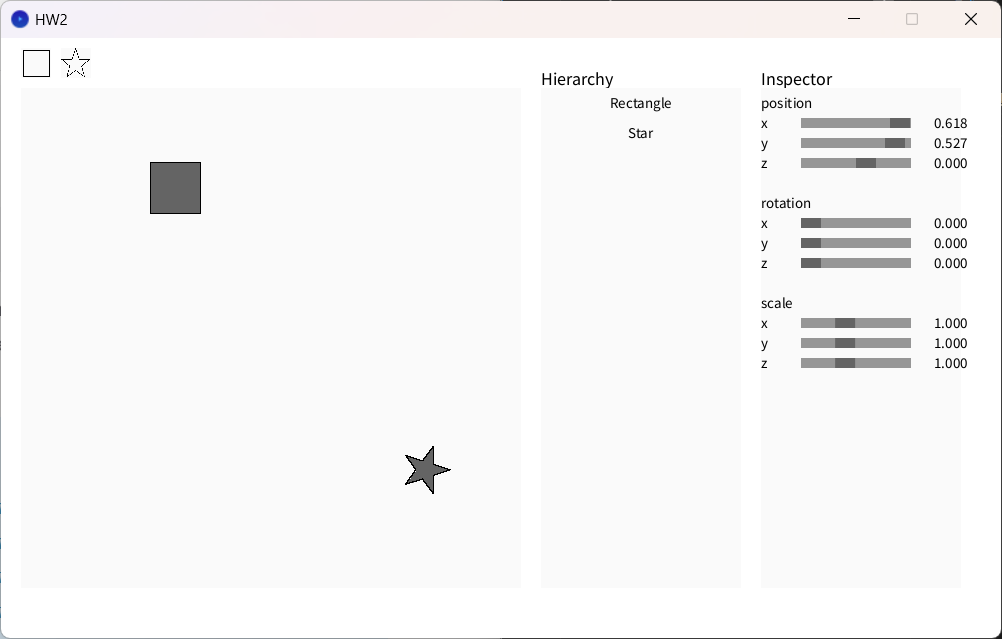 HW2
Hierarchy
Rectangle
Star
Inspector
position
x 0.618
y 0.527
z 0.000
rotation
x 0.000
y 0.000
z 0.000
scale
x 1.000
y 1.000
z 1.000